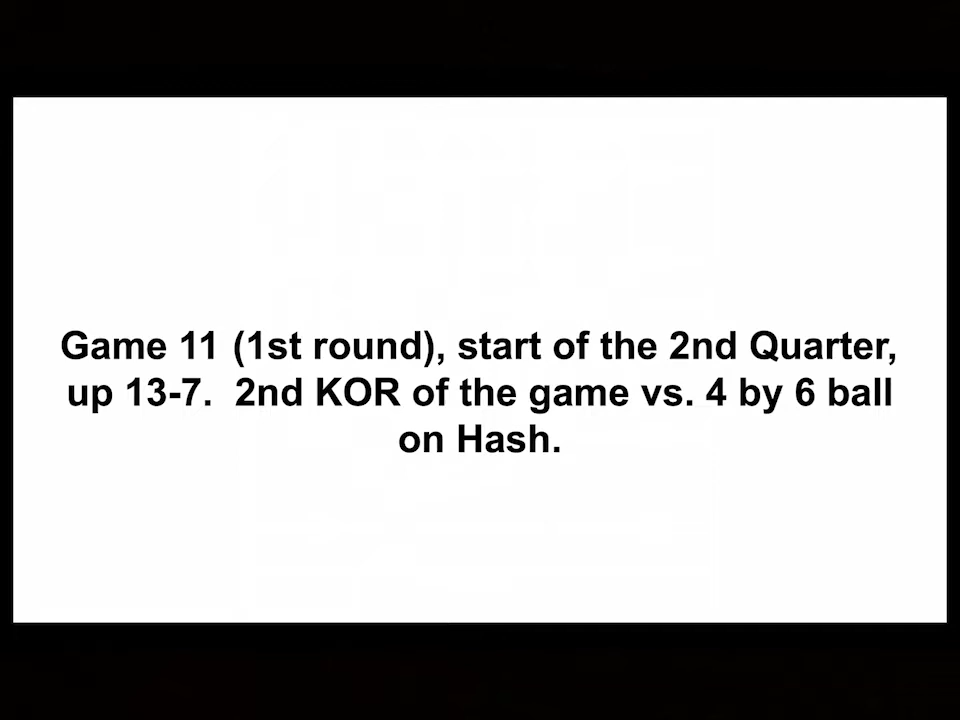 Game 11 (1st round), start of the 2nd Quarter,
up 13-7.  2nd KOR of the game vs. 4 by 6 ball
on Hash.